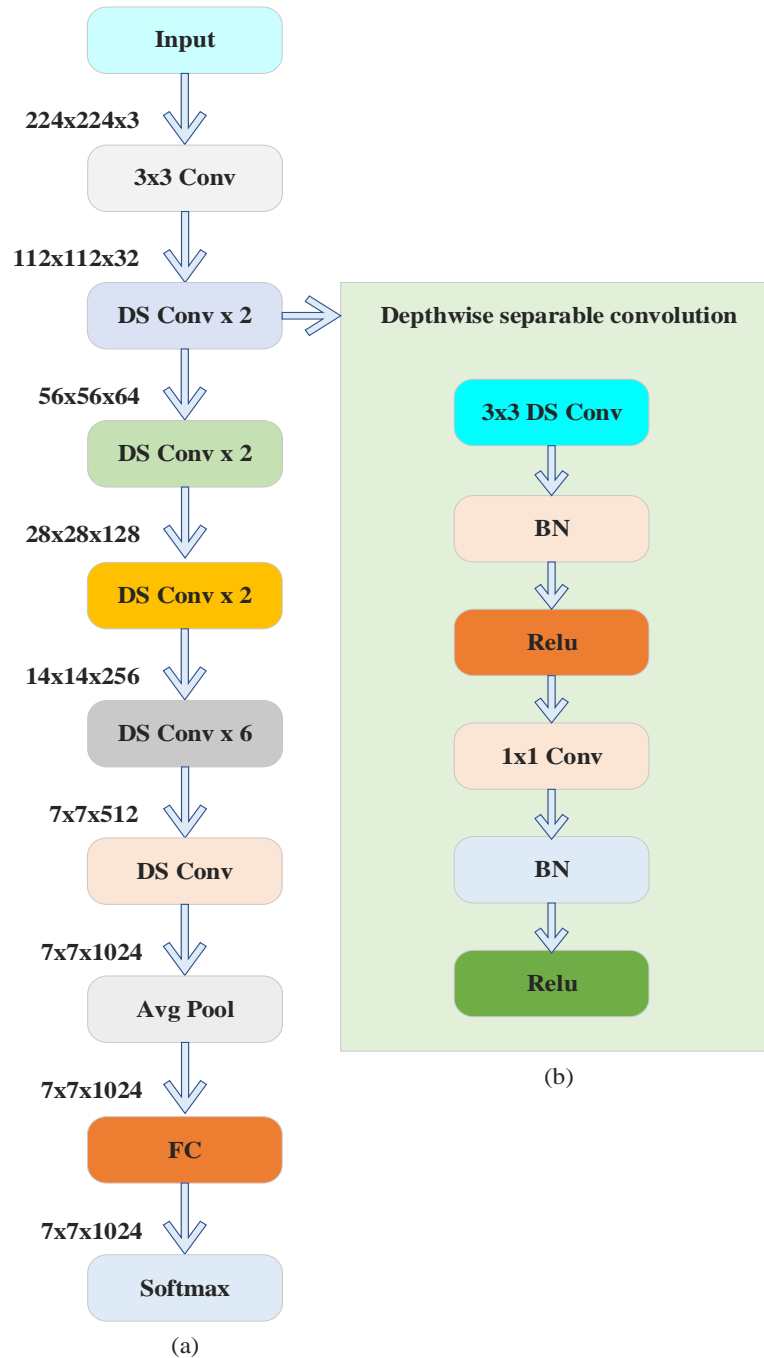 Input
224x224x3
3x3 Conv
112x112x32
DS Conv x 2
56x56x64
DS Conv x 2
28x28x128
DS Conv x 2
14x14x256
DS Conv x 6
7x7x512
DS Conv
7x7x1024
Avg Pool
7x7x1024
FC
7x7x1024
Softmax
(a)
Depthwise separable convolution
3x3 DS Conv
BN
Relu
1x1 Conv
BN
Relu
(b)